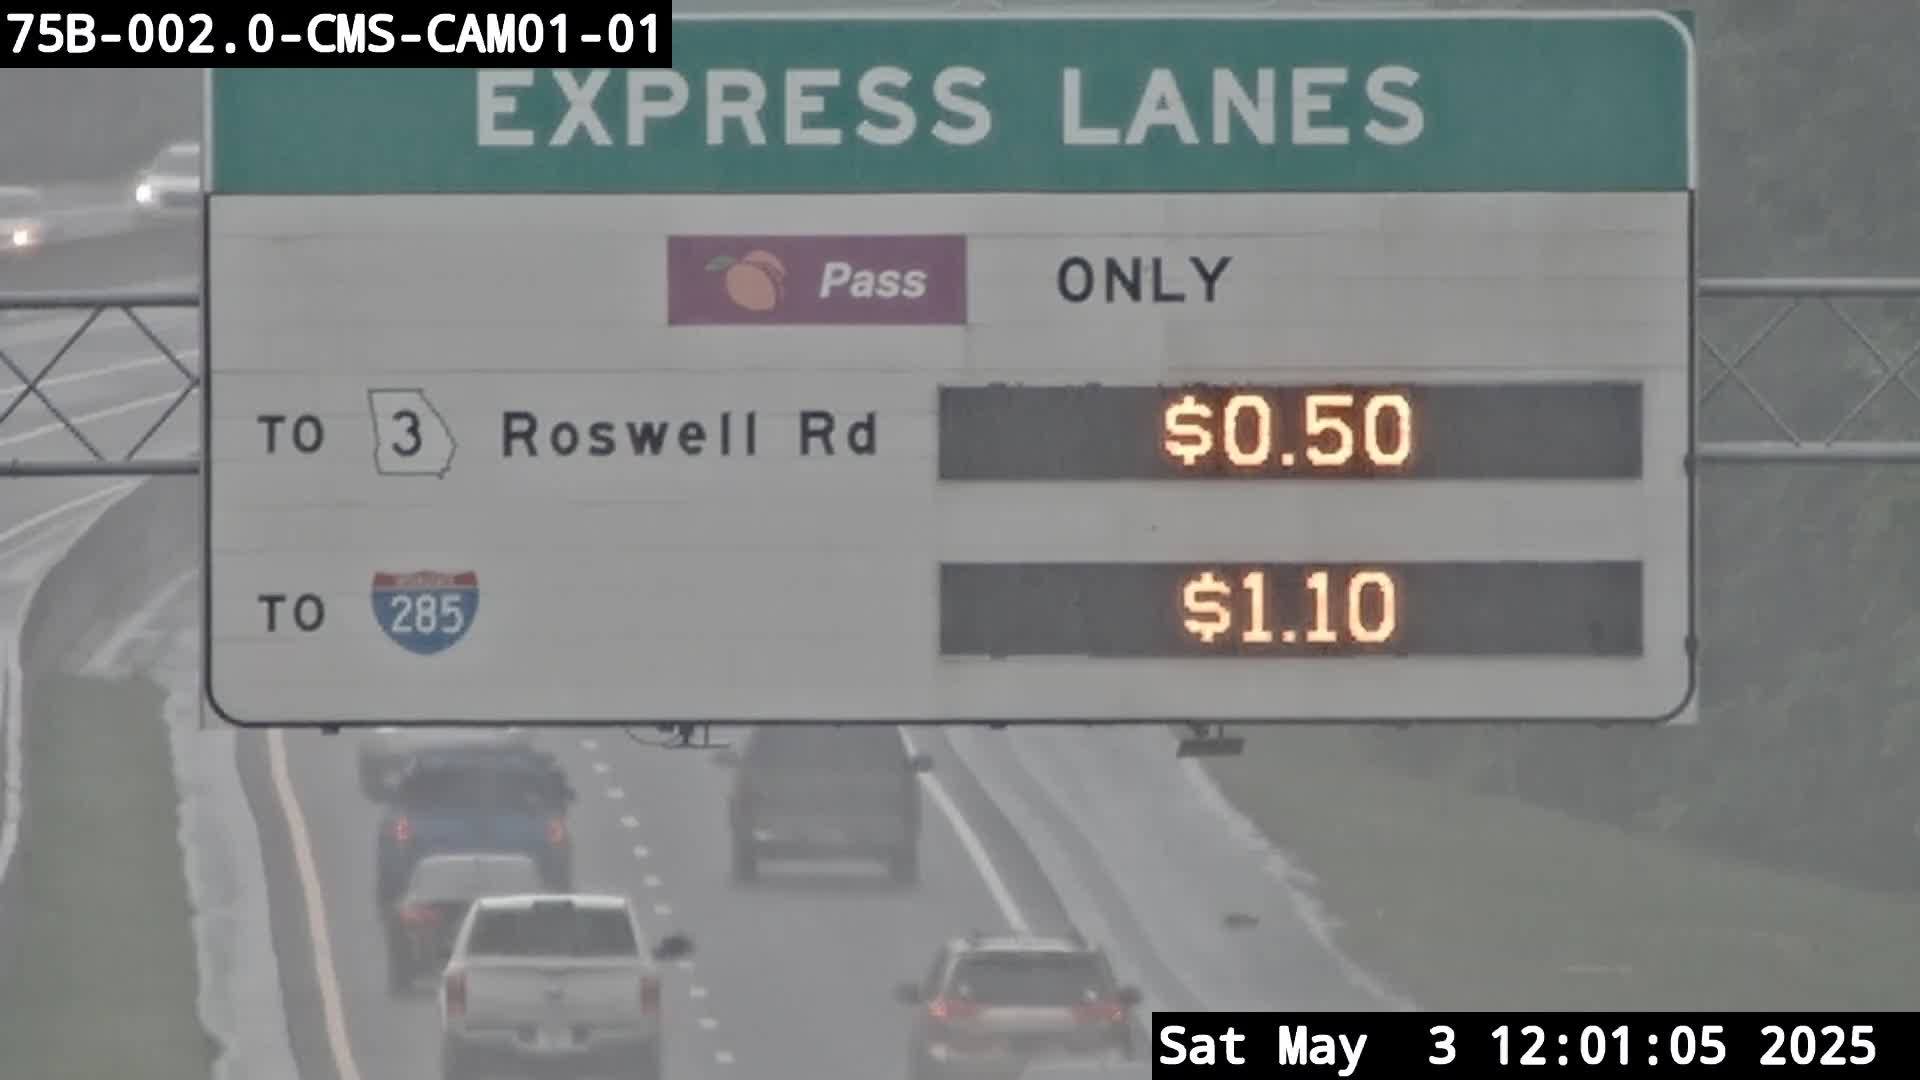 75B-002.0-CMS-CAM01-01
EXPRESS LANES
Pass ONLY
TO 3 Roswell Rd $0.50
TO INTERSTATE 285 $1.10
Sat May 3 12:01:05 2025